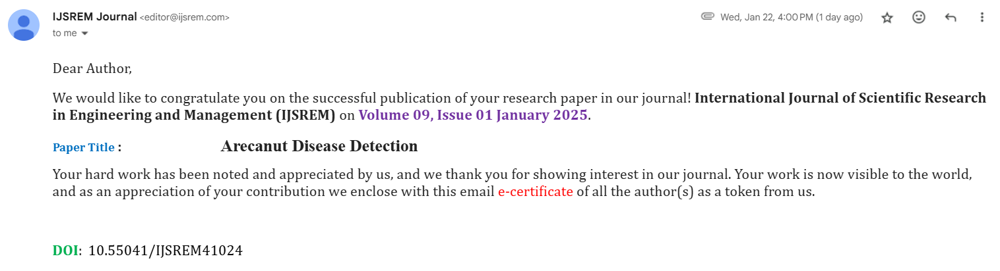 IJSREM Journal <editor@ijsrem.com>
Wed, Jan 22, 4:00 PM (1 day ago)
to me
Dear Author,
We would like to congratulate you on the successful publication of your research paper in our journal! International Journal of Scientific Research
in Engineering and Management (IJSREM) on Volume 09, Issue 01 January 2025.
Paper Title : Arecanut Disease Detection
Your hard work has been noted and appreciated by us, and we thank you for showing interest in our journal. Your work is now visible to the world,
and as an appreciation of your contribution we enclose with this email e-certificate of all the author(s) as a token from us.
DOI: 10.55041/IJSREM41024